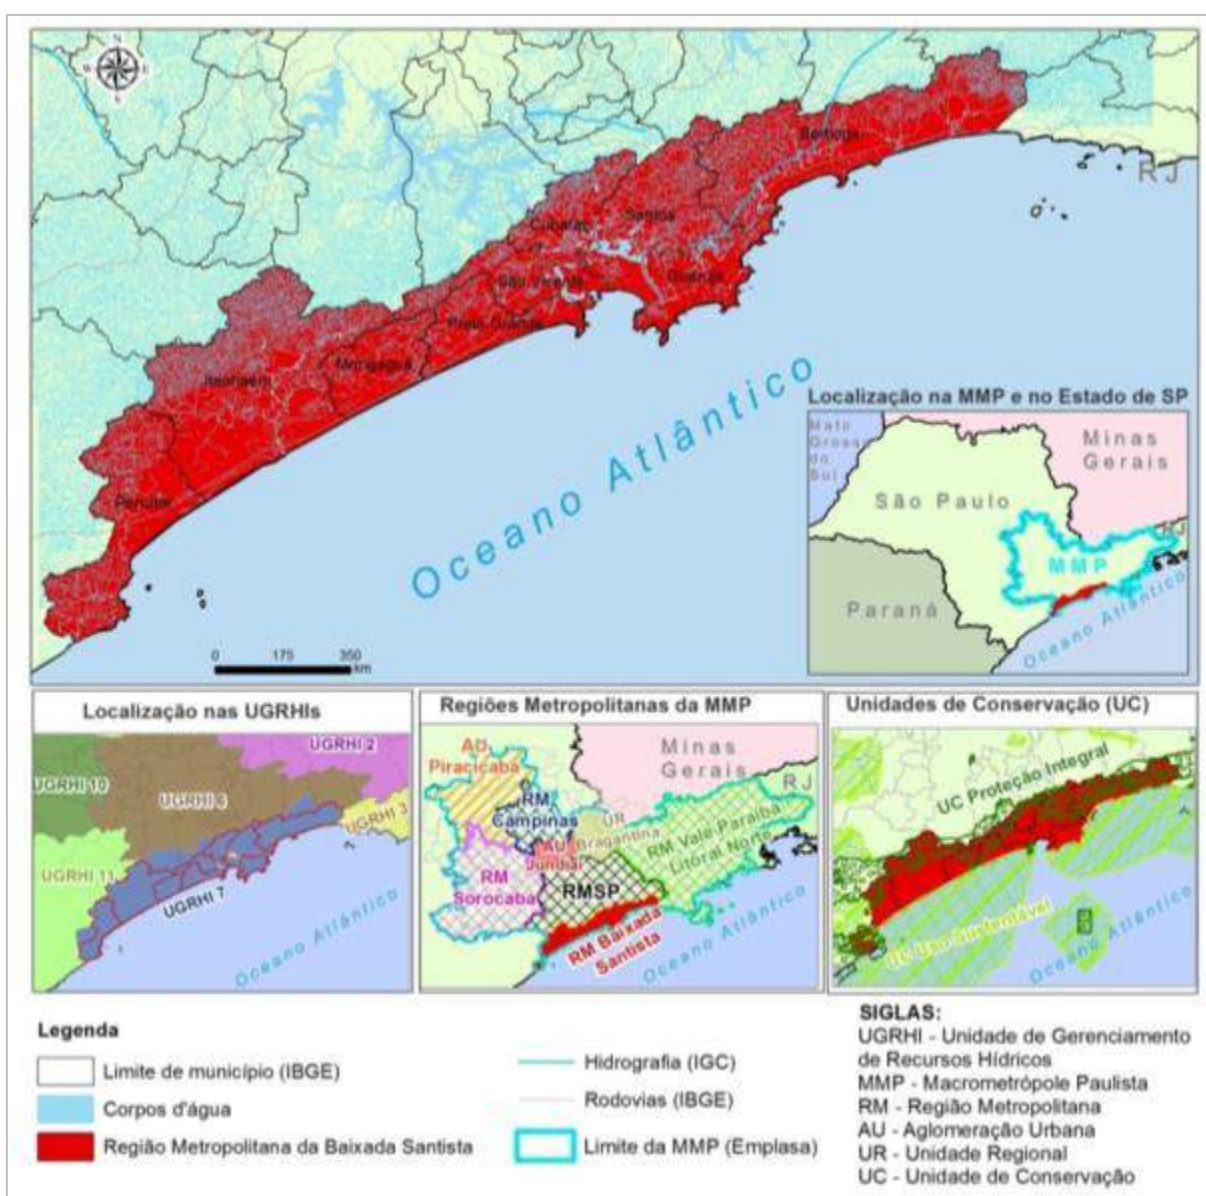 N
W
E
S
Bertioga
RJ
Santos
Cubatão
Guarujá
São Vicente
Praia Grande
Mongaguá
Itanhaém
Peruíbe
Oceano Atlântico
0 175 350
km
Localização na MMP e no Estado de SP
Mato
Grosso
do
Sul
Minas
Gerais
São Paulo
RJ
MMP
Paraná
Oceano Atlântico
Localização nas UGRHIs
UGRHI 2
UGRHI 10
UGRHI 6
UGRHI 3
UGRHI 11
UGRHI 7
Oceano Atlântico
Regiões Metropolitanas da MMP
AU
Piracicaba
Minas
Gerais
RJ
RM
Campinas
UR
Bragantina
AU
Jundiaí
RM Vale Paraíba
Litoral Norte
RM
Sorocaba
RMSP
RM Baixada
Santista
Oceano Atlântico
Unidades de Conservação (UC)
UC Proteção Integral
UC Uso Sustentável
Oceano Atlântico
Legenda
Limite de município (IBGE)
Corpos d'água
Região Metropolitana da Baixada Santista
Hidrografia (IGC)
Rodovias (IBGE)
Limite da MMP (Emplasa)
SIGLAS:
UGRHI - Unidade de Gerenciamento
de Recursos Hídricos
MMP - Macrometrópole Paulista
RM - Região Metropolitana
AU - Aglomeração Urbana
UR - Unidade Regional
UC - Unidade de Conservação